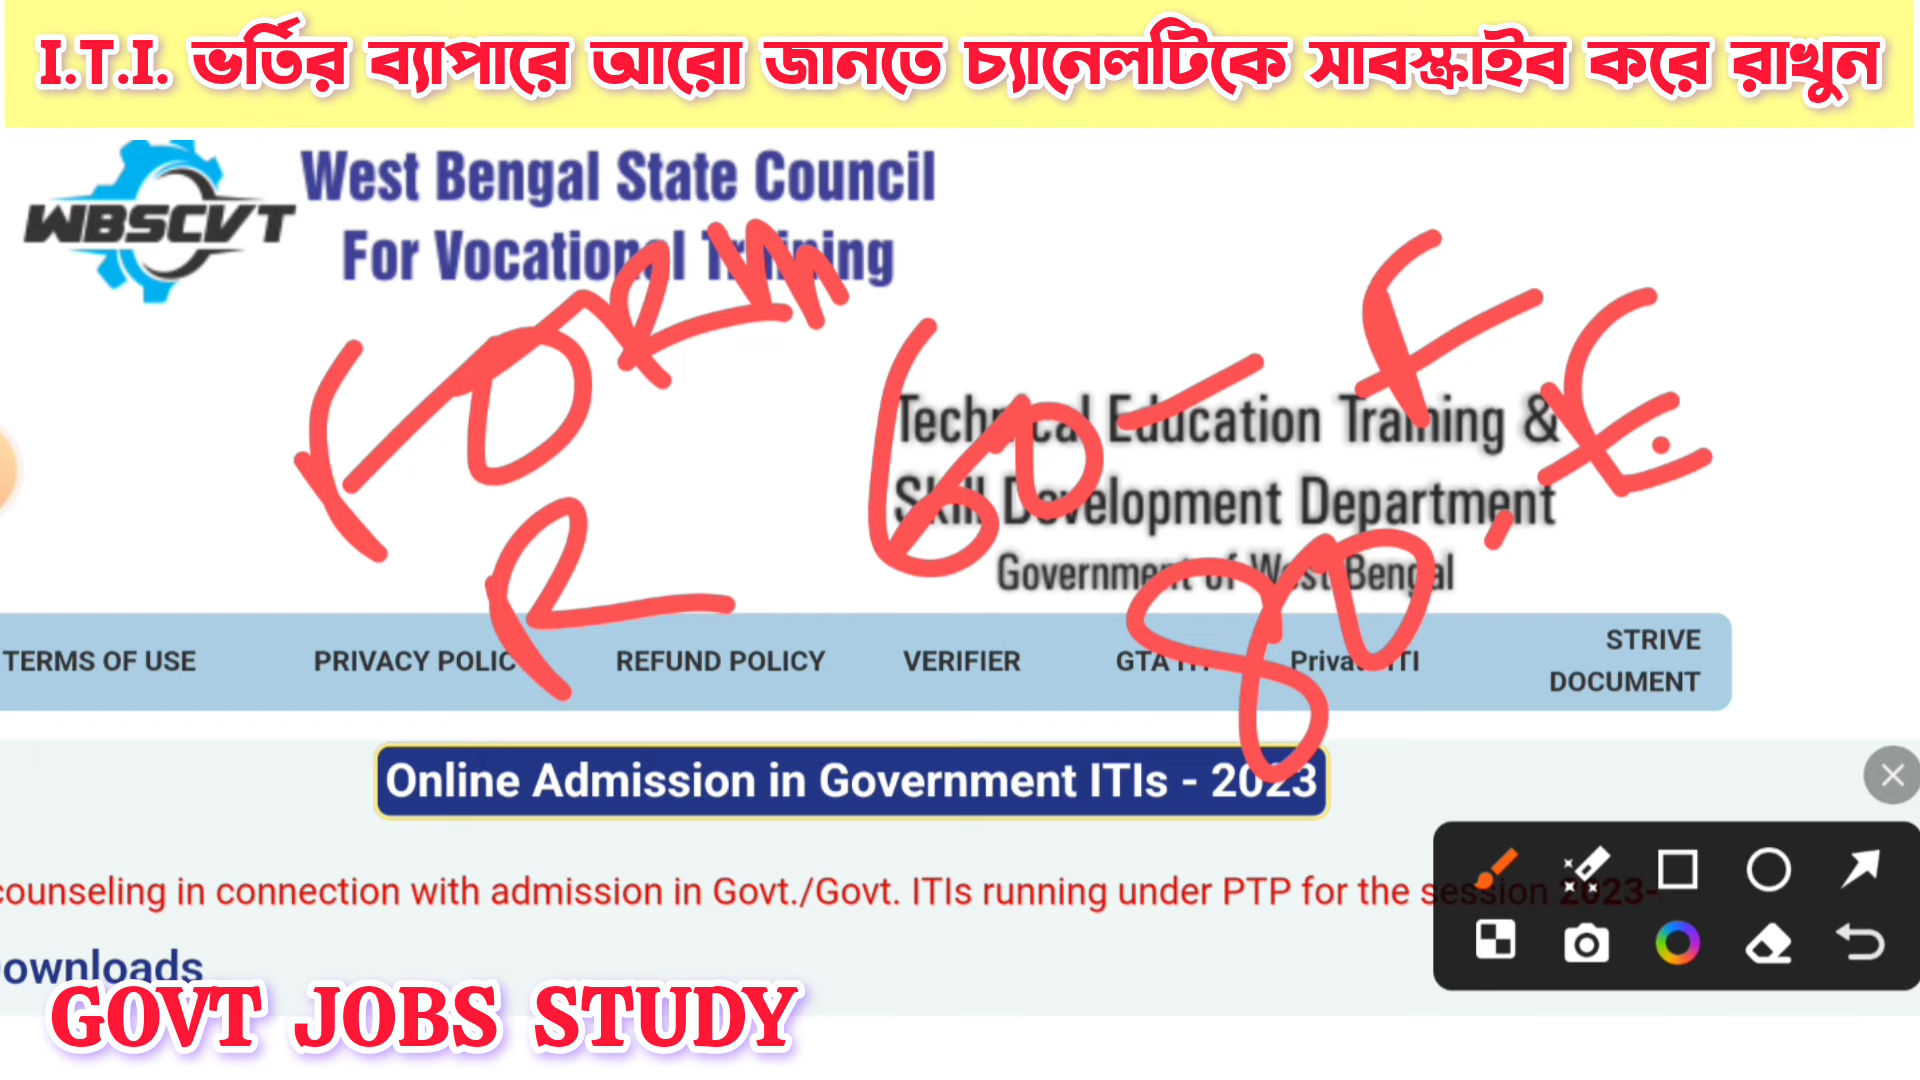 I.T.I. ভর্তির ব্যাপারে আরো জানতে চ্যানেলটিকে সাবস্ক্রাইব করে রাখুন
WBSCVT
West Bengal State Council
For Vocational Training
FORM
60 - F
R
80. E.
Technical Education Training &
Skill Development Department
Government of West Bengal
TERMS OF USE PRIVACY POLIC REFUND POLICY VERIFIER GTA ITI Private ITI STRIVE DOCUMENT
Online Admission in Government ITIs - 2023
counseling in connection with admission in Govt./Govt. ITIs running under PTP for the session 2023-
ownloads
GOVT JOBS STUDY